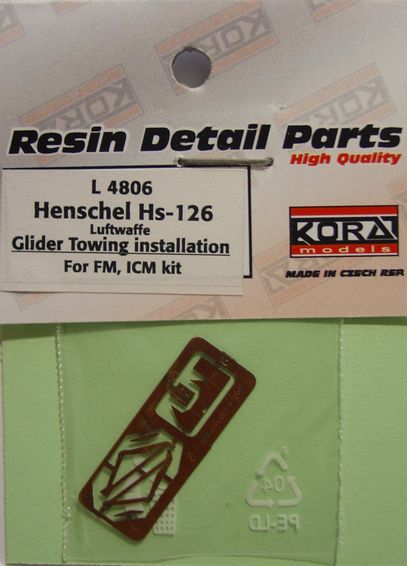 Resin Detail Parts
High Quality
L 4806
Henschel Hs-126
Luftwaffe
Glider Towing installation
For FM, ICM kit
KORA
models
MADE IN CZECH REP.
04
PE-LD